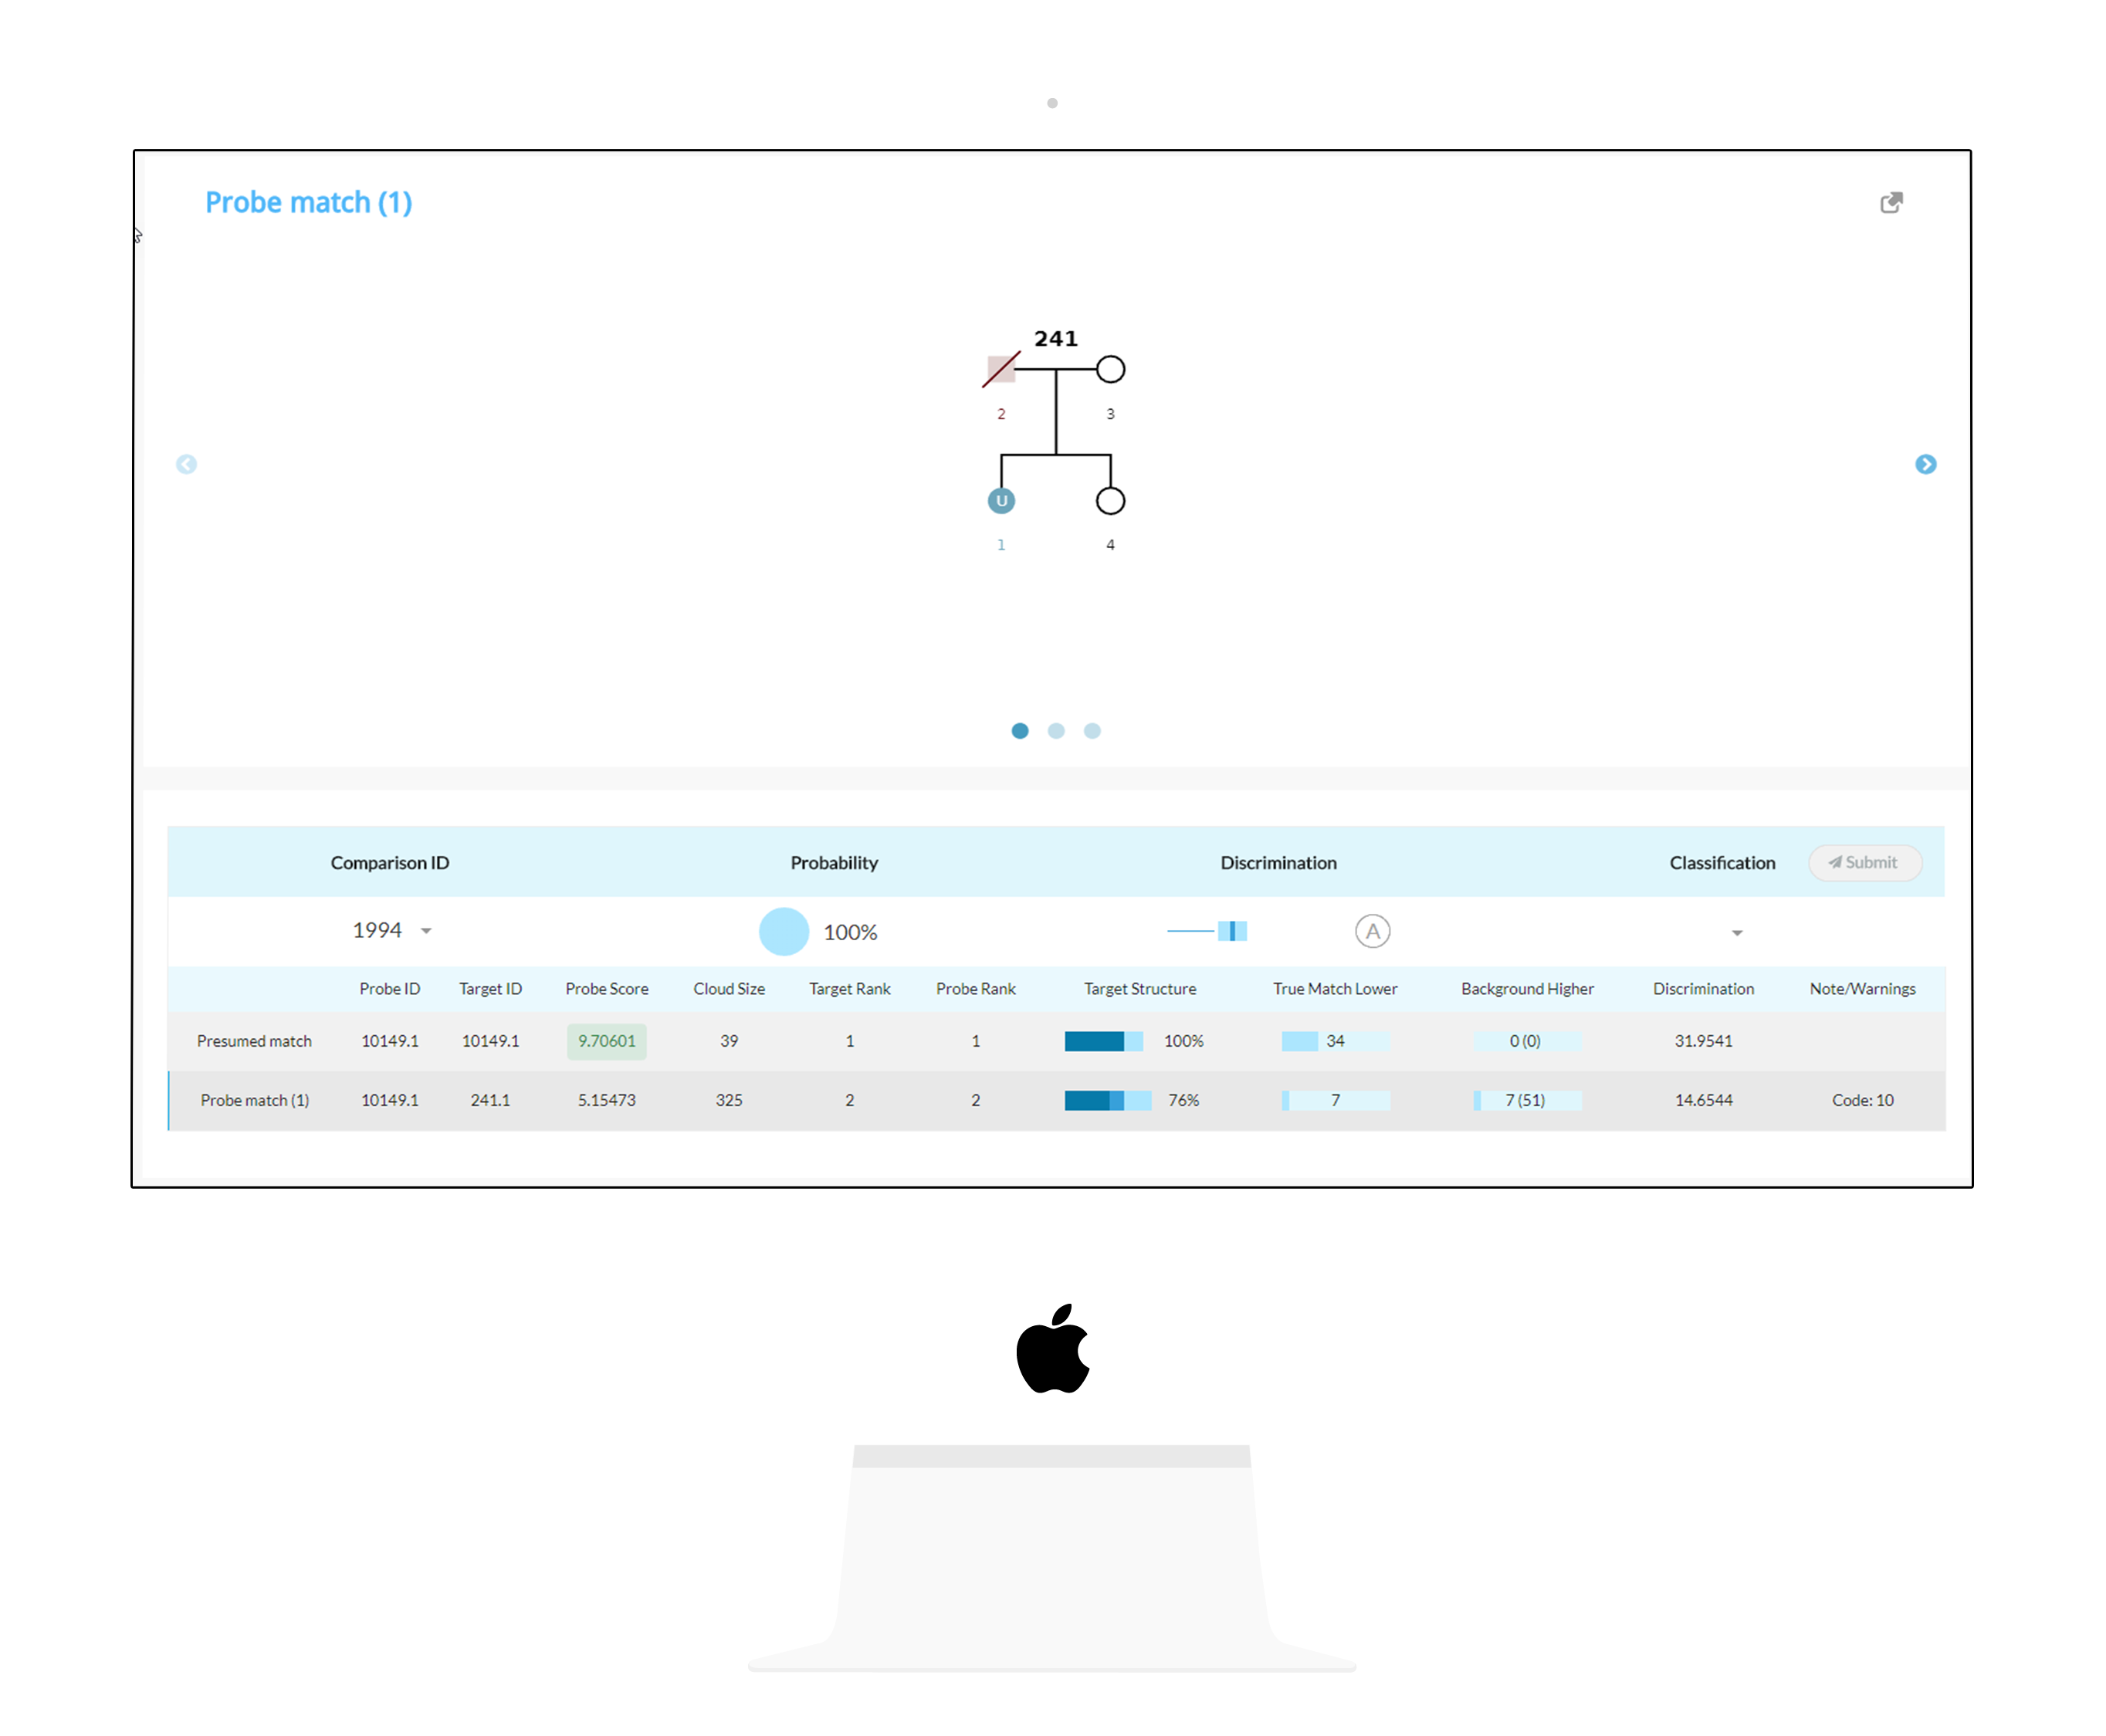 Probe match (1)
241
2 3
U
1 4
Comparison ID Probability Discrimination Classification Submit
1994 100% A
Probe ID Target ID Probe Score Cloud Size Target Rank Probe Rank Target Structure True Match Lower Background Higher Discrimination Note/Warnings
Presumed match 10149.1 10149.1 9.70601 39 1 1 100% 34 0 (0) 31.9541
Probe match (1) 10149.1 241.1 5.15473 325 2 2 76% 7 7 (51) 14.6544 Code: 10